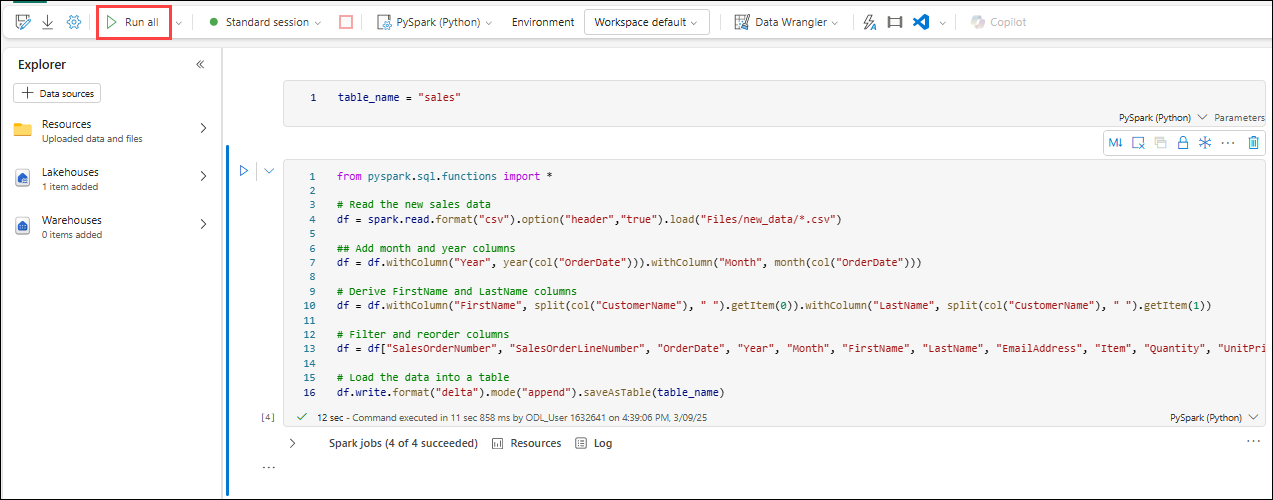 Run all Standard session PySpark (Python) Environment Workspace default Data Wrangler Copilot
Explorer
Data sources
Resources
Uploaded data and files
Lakehouses
1 item added
Warehouses
0 items added
1 table_name = "sales"
PySpark (Python) Parameters
M↓
1 from pyspark.sql.functions import *
2
3 # Read the new sales data
4 df = spark.read.format("csv").option("header","true").load("Files/new_data/*.csv")
5
6 ## Add month and year columns
7 df = df.withColumn("Year", year(col("OrderDate"))).withColumn("Month", month(col("OrderDate")))
8
9 # Derive FirstName and LastName columns
10 df = df.withColumn("FirstName", split(col("CustomerName"), " ").getItem(0)).withColumn("LastName", split(col("CustomerName"), " ").getItem(1))
11
12 # Filter and reorder columns
13 df = df["SalesOrderNumber", "SalesOrderLineNumber", "OrderDate", "Year", "Month", "FirstName", "LastName", "EmailAddress", "Item", "Quantity", "UnitPri
14
15 # Load the data into a table
16 df.write.format("delta").mode("append").saveAsTable(table_name)
[4] 12 sec - Command executed in 11 sec 858 ms by ODL_User 1632641 on 4:39:06 PM, 3/09/25 PySpark (Python)
Spark jobs (4 of 4 succeeded) Resources Log